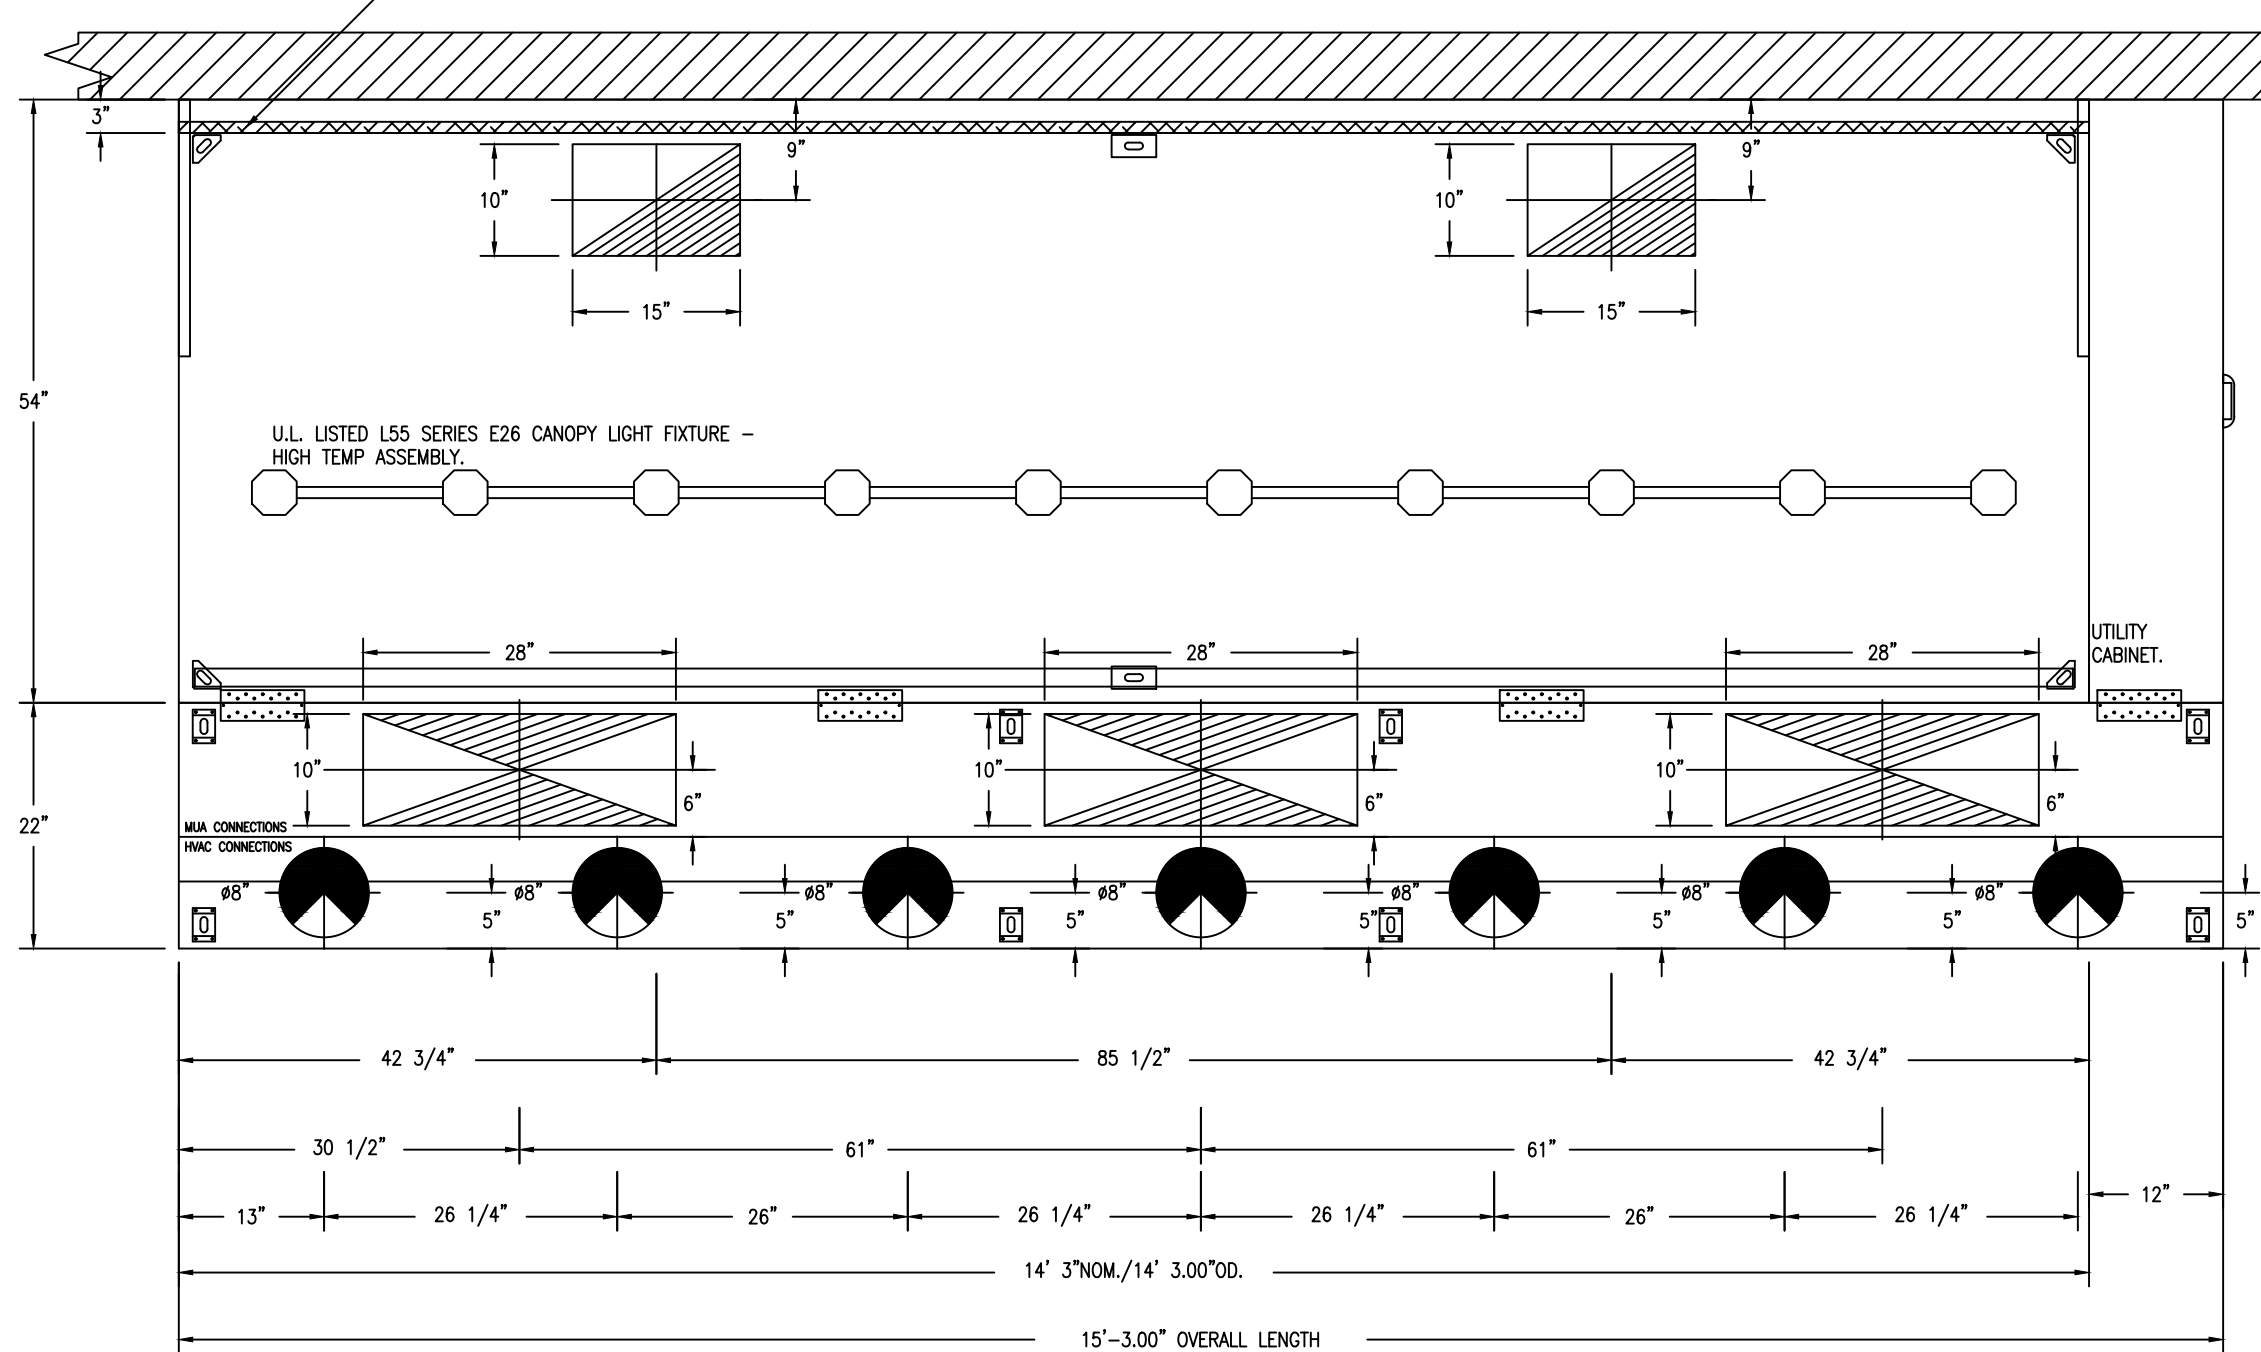 3"
9"
9"
10"
10"
15"
15"
54"
U.L. LISTED L55 SERIES E26 CANOPY LIGHT FIXTURE –
HIGH TEMP ASSEMBLY.
UTILITY
CABINET.
28"
28"
28"
10"
10"
10"
6"
6"
6"
22"
MUA CONNECTIONS
HVAC CONNECTIONS
ø8"
ø8"
ø8"
ø8"
ø8"
ø8"
ø8"
5"
5"
5"
5"
5"
5"
5"
42 3/4"
85 1/2"
42 3/4"
30 1/2"
61"
61"
12"
13"
26 1/4"
26"
26 1/4"
26 1/4"
26"
26 1/4"
14' 3"NOM./14' 3.00"OD.
15'–3.00" OVERALL LENGTH